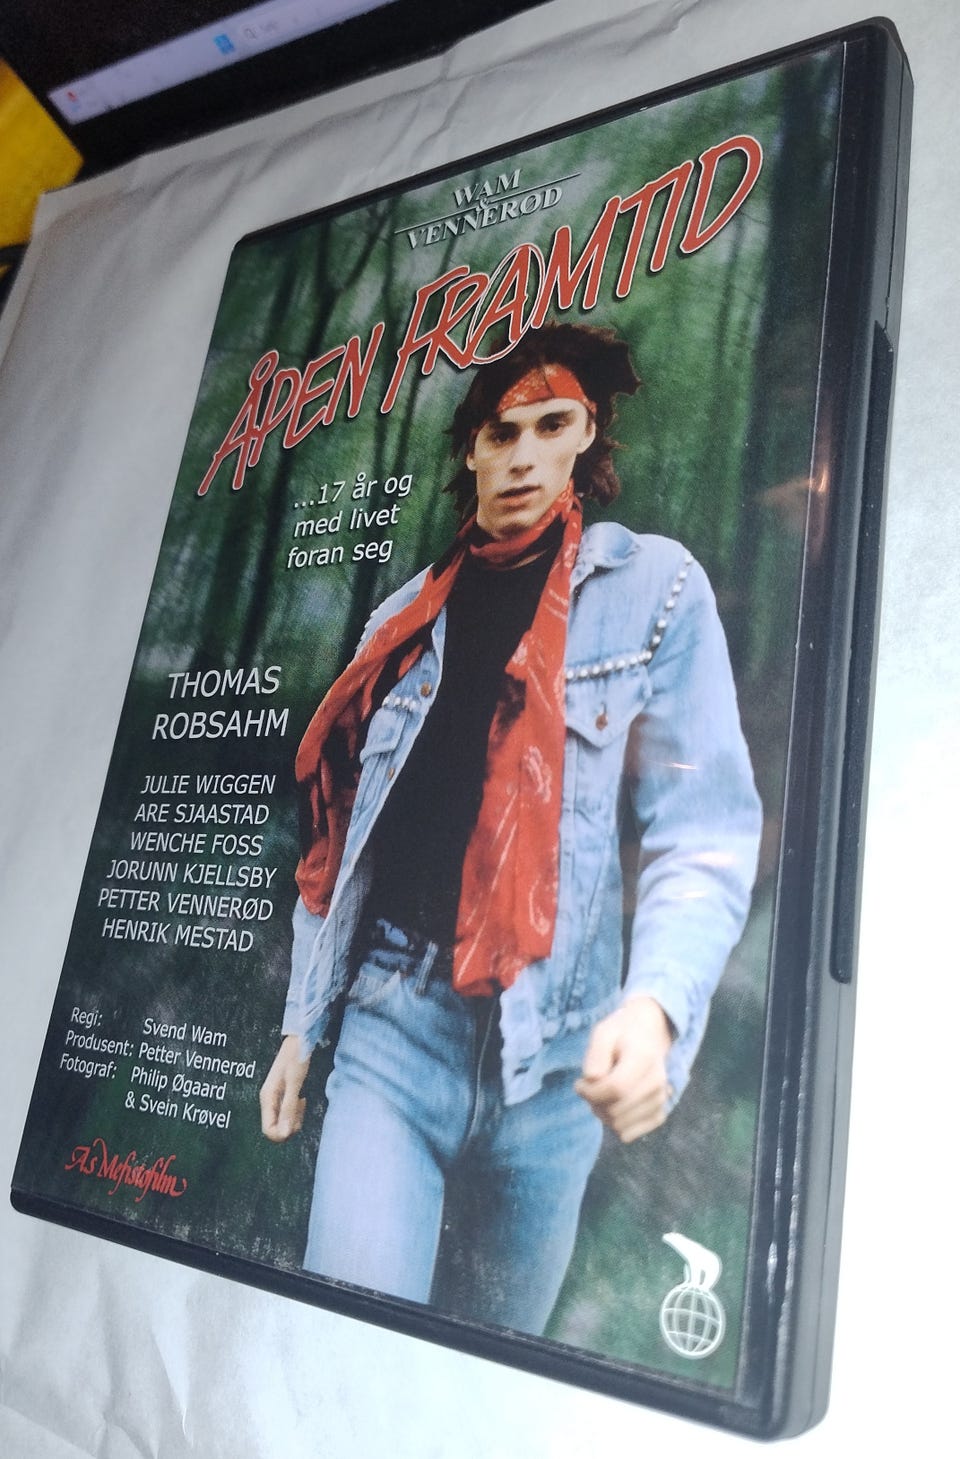 WAM
&
VENNERØD
ÅPEN FRAMTID
...17 år og
med livet
foran seg
THOMAS
ROBSAHM
JULIE WIGGEN
ARE SJAASTAD
WENCHE FOSS
JORUNN KJELLSBY
PETTER VENNERØD
HENRIK MESTAD
Regi: Svend Wam
Produsent: Petter Vennerød
Fotograf: Philip Øgaard
& Svein Krøvel
As Mefistofilm